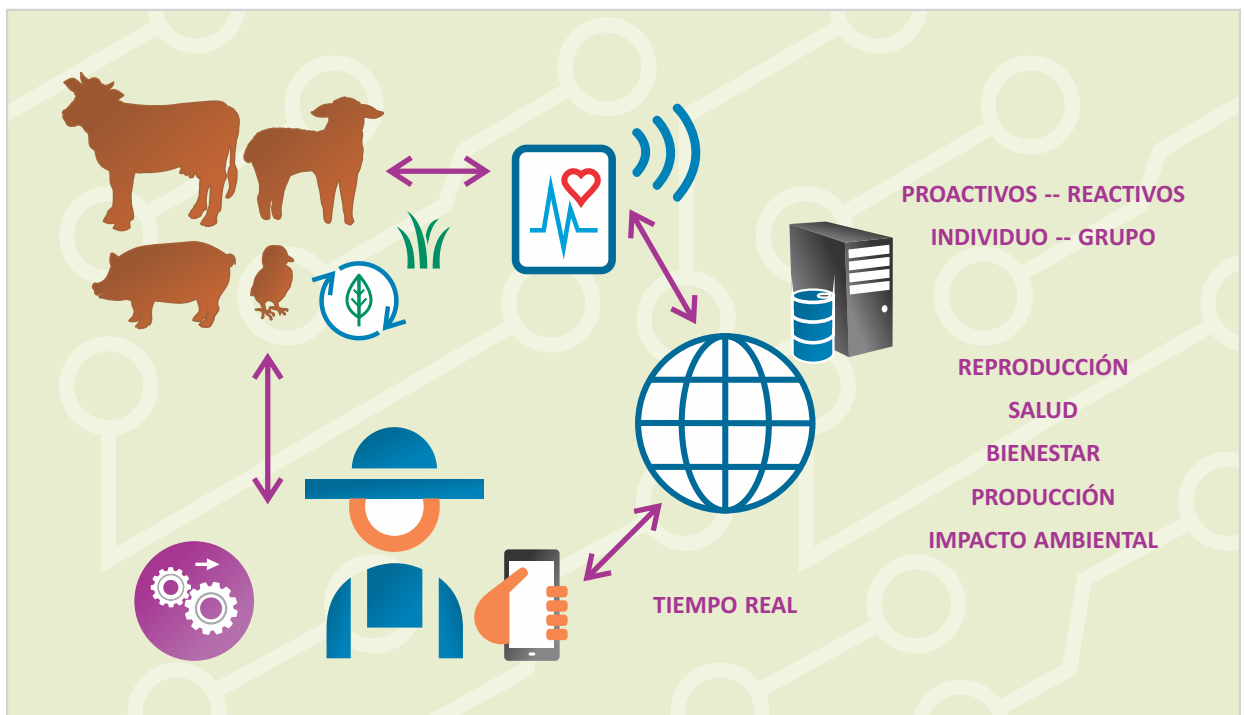 PROACTIVOS -- REACTIVOS
INDIVIDUO -- GRUPO
REPRODUCCIÓN
SALUD
BIENESTAR
PRODUCCIÓN
IMPACTO AMBIENTAL
TIEMPO REAL